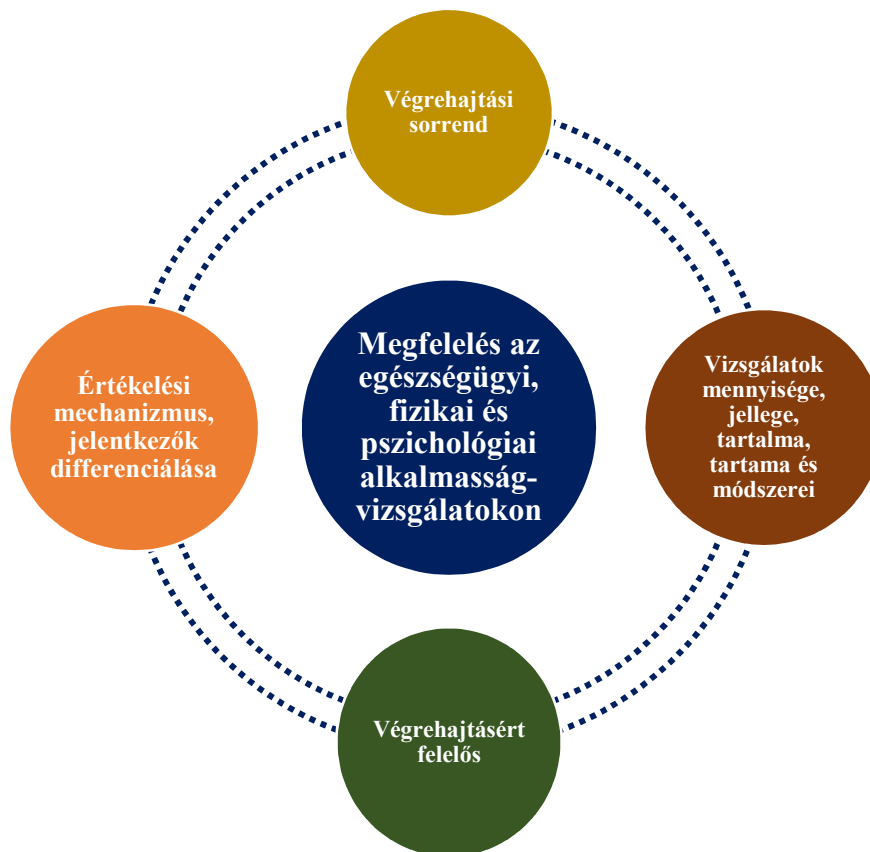 Végrehajtási
sorrend
Értékelési
mechanizmus,
jelentkezők
differenciálása
Megfelelés az
egészségügyi,
fizikai és
pszichológiai
alkalmasság-
vizsgálatokon
Vizsgálatok
mennyisége,
jellege,
tartalma,
tartama és
módszerei
Végrehajtásért
felelős